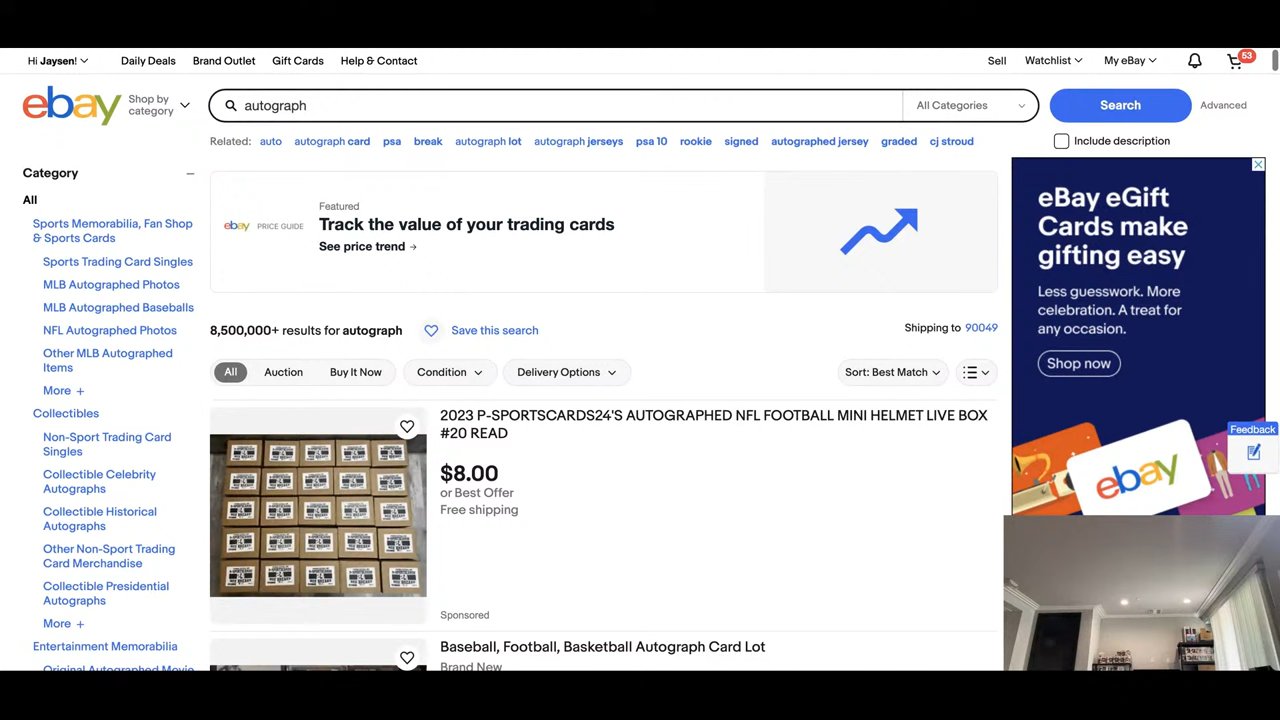 Hi Jaysen!
Daily Deals
Brand Outlet
Gift Cards
Help & Contact
Sell
Watchlist
My eBay
53
ebay
Shop by
category
autograph
All Categories
Search
Advanced
Related:
auto
autograph card
psa
break
autograph lot
autograph jerseys
psa 10
rookie
signed
autographed jersey
graded
cj stroud
Include description
Category
All
Sports Memorabilia, Fan Shop
& Sports Cards
Sports Trading Card Singles
MLB Autographed Photos
MLB Autographed Baseballs
NFL Autographed Photos
Other MLB Autographed
Items
More +
Collectibles
Non-Sport Trading Card
Singles
Collectible Celebrity
Autographs
Collectible Historical
Autographs
Other Non-Sport Trading
Card Merchandise
Collectible Presidential
Autographs
More +
Entertainment Memorabilia
Original Autographed Movie
ebay PRICE GUIDE
Featured
Track the value of your trading cards
See price trend →
8,500,000+ results for autograph
Save this search
Shipping to 90049
All
Auction
Buy It Now
Condition
Delivery Options
Sort: Best Match
2023 P-SPORTSCARDS24'S AUTOGRAPHED NFL FOOTBALL MINI HELMET LIVE BOX
#20 READ
$8.00
or Best Offer
Free shipping
Sponsored
Baseball, Football, Basketball Autograph Card Lot
Brand New
eBay eGift
Cards make
gifting easy
Less guesswork. More
celebration. A treat for
any occasion.
Shop now
ebay
Feedback